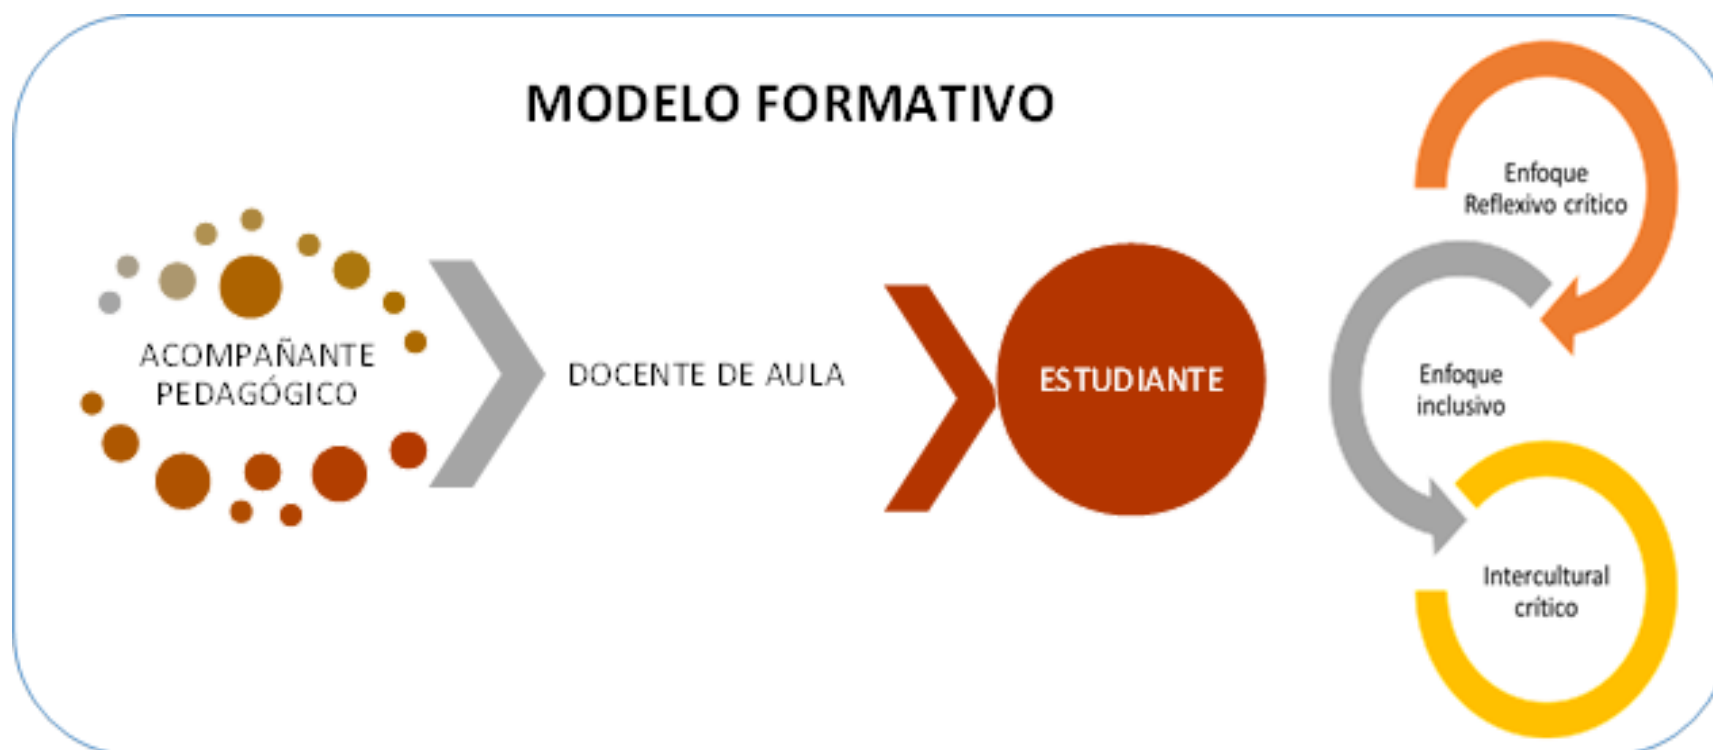 MODELO FORMATIVO
ACOMPAÑANTE
PEDAGÓGICO
DOCENTE DE AULA
ESTUDIANTE
Enfoque
Reflexivo crítico
Enfoque
inclusivo
Intercultural
crítico